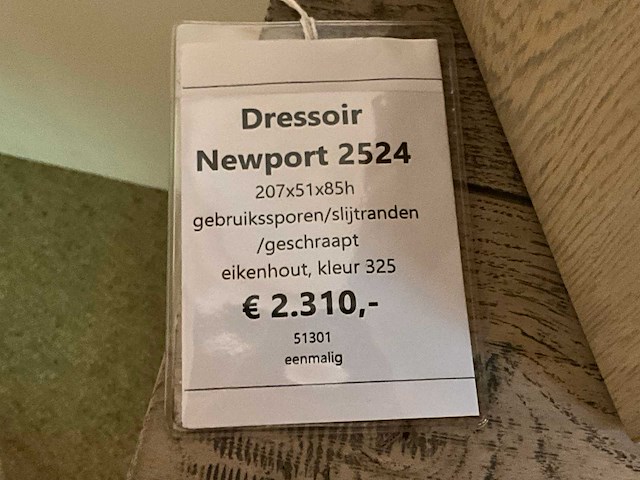 Dressoir
Newport 2524
207x51x85h
gebruikssporen/slijtranden
/geschraapt
eikenhout, kleur 325
€ 2.310,-
51301
eenmalig